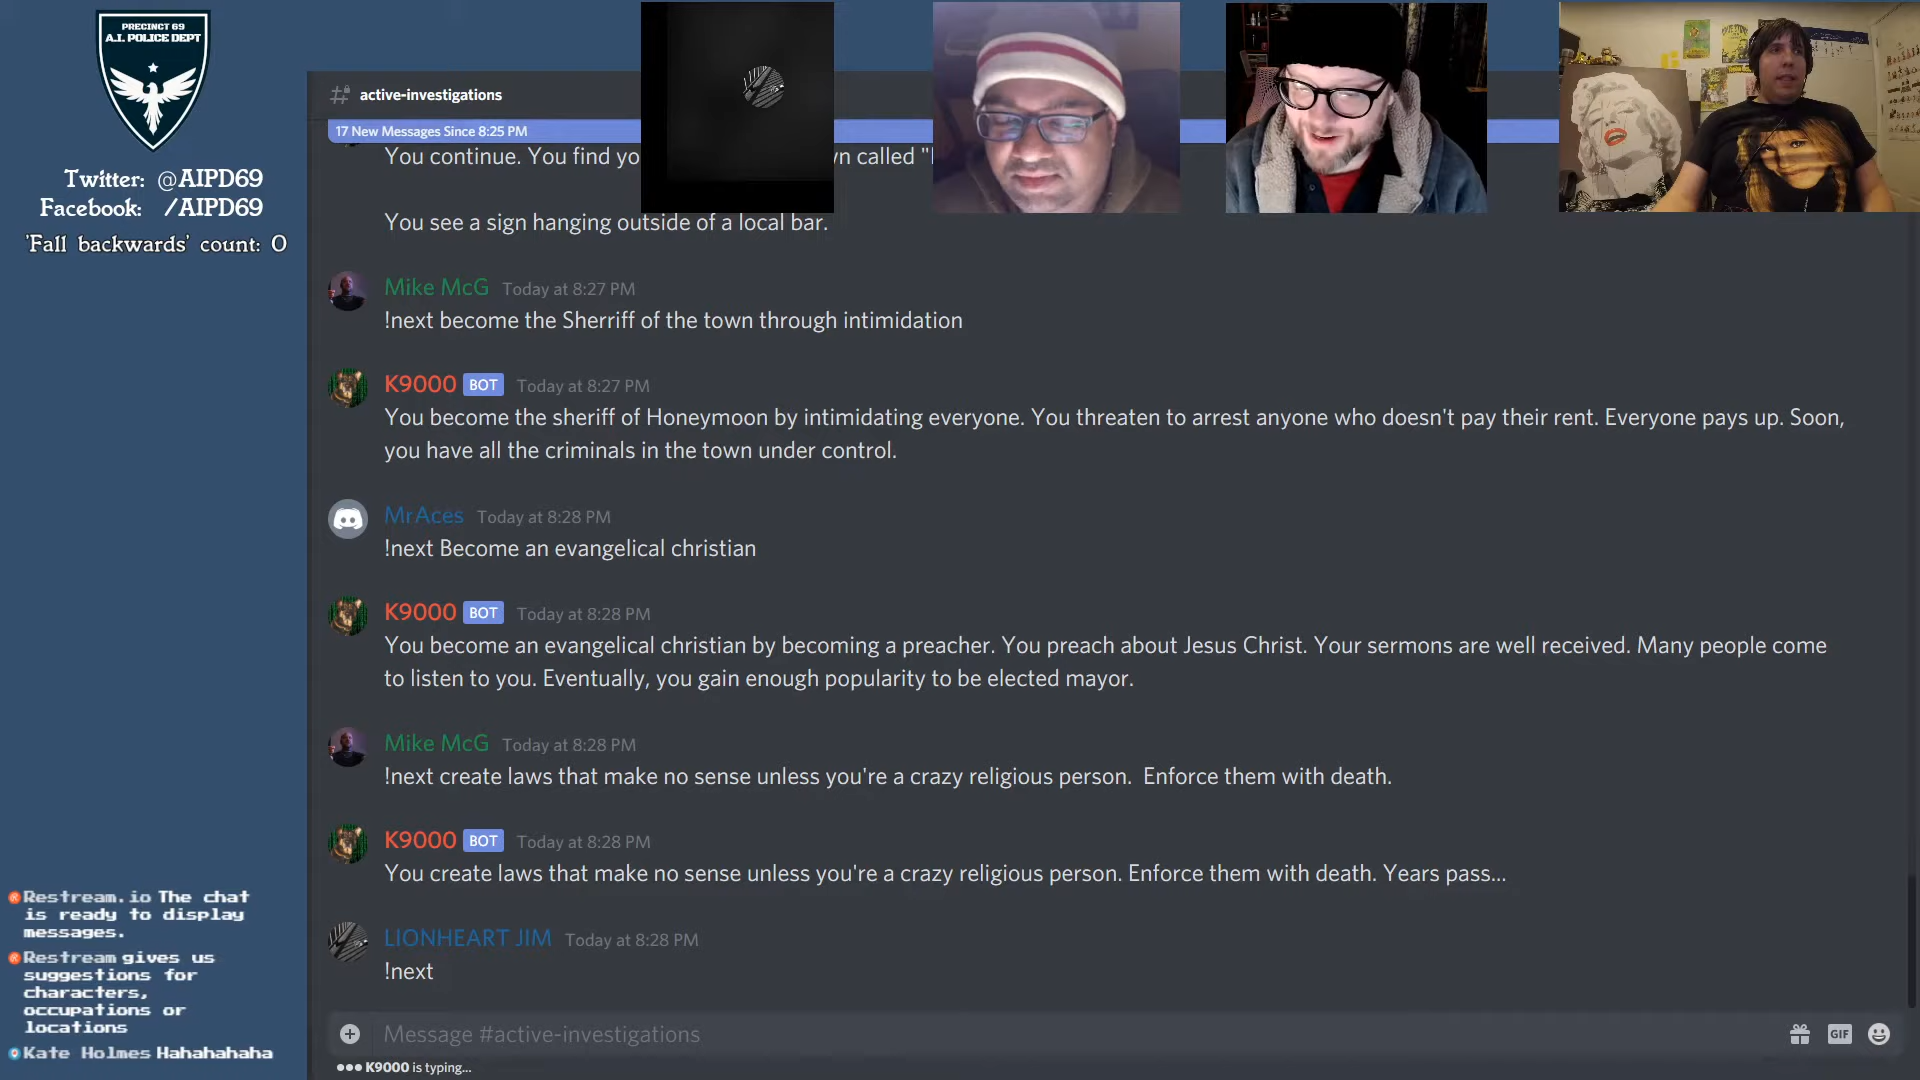 PRECINCT 69
A.I. POLICE DEPT
Twitter: @AIPD69
Facebook: /AIPD69
'Fall backwards' count: 0
active-investigations
17 New Messages Since 8:25 PM
You continue. You find yo
n called "
You see a sign hanging outside of a local bar.
Mike McG Today at 8:27 PM
!next become the Sherriff of the town through intimidation
K9000 BOT Today at 8:27 PM
You become the sheriff of Honeymoon by intimidating everyone. You threaten to arrest anyone who doesn't pay their rent. Everyone pays up. Soon,
you have all the criminals in the town under control.
MrAces Today at 8:28 PM
!next Become an evangelical christian
K9000 BOT Today at 8:28 PM
You become an evangelical christian by becoming a preacher. You preach about Jesus Christ. Your sermons are well received. Many people come
to listen to you. Eventually, you gain enough popularity to be elected mayor.
Mike McG Today at 8:28 PM
!next create laws that make no sense unless you're a crazy religious person.  Enforce them with death.
K9000 BOT Today at 8:28 PM
You create laws that make no sense unless you're a crazy religious person. Enforce them with death. Years pass...
LIONHEART JIM Today at 8:28 PM
!next
Message #active-investigations
GIF
K9000 is typing...
Restream.io The chat
is ready to display
messages.
Restream gives us
suggestions for
characters,
occupations or
locations
Kate Holmes Hahahahaha